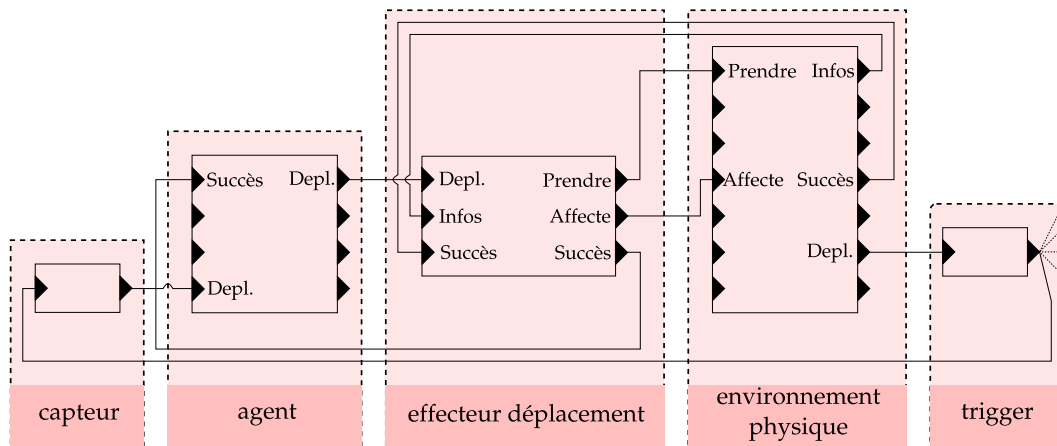 Prendre Infos
Affecte Succès
Depl.
Succès Depl.
Depl.
Depl. Prendre
Infos Affecte
Succès Succès
capteur
agent
effecteur déplacement
environnement
physique
trigger